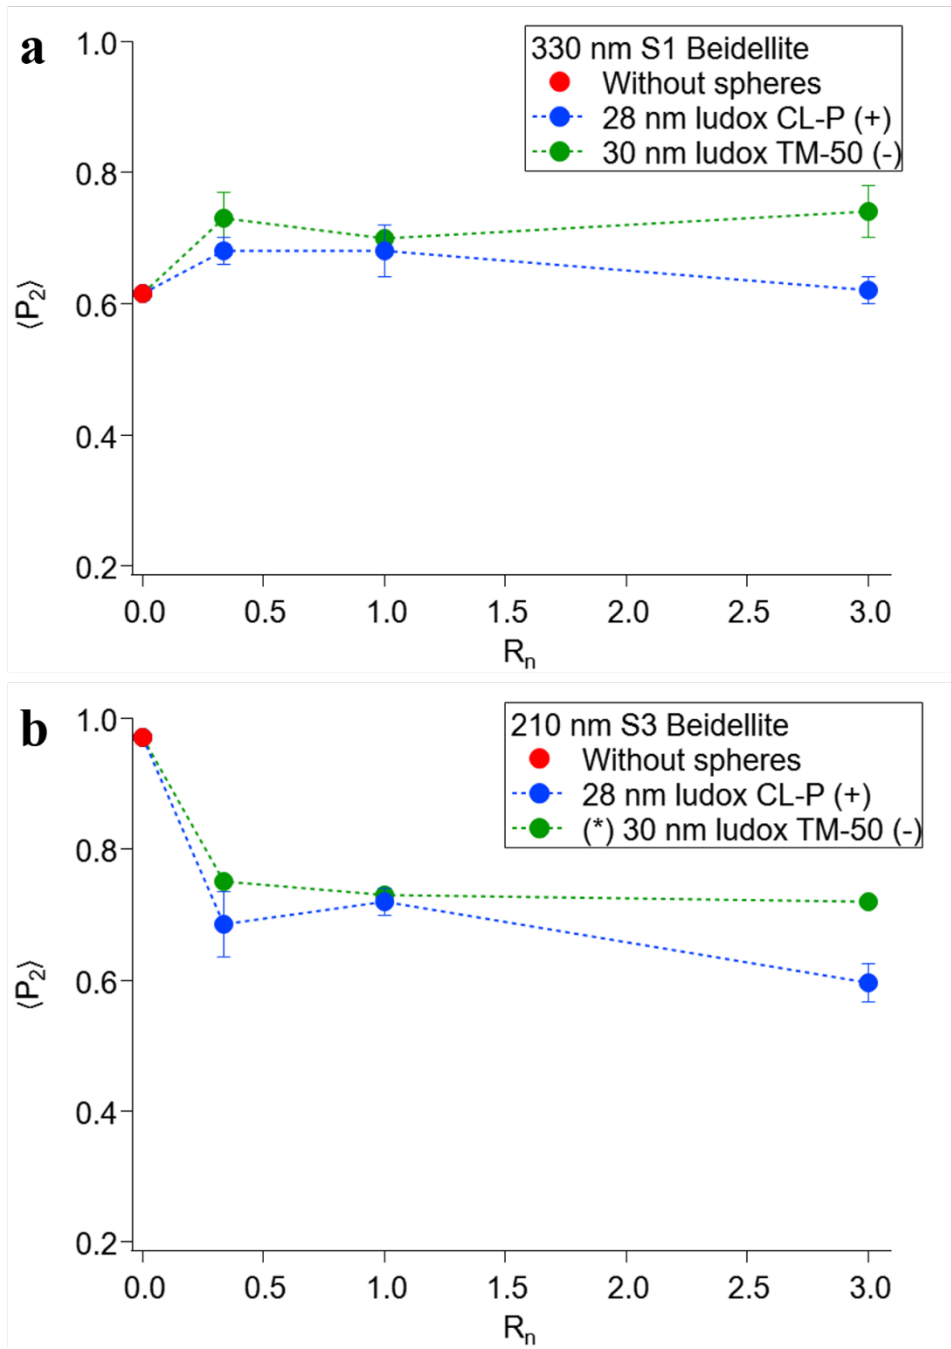 a
330 nm S1 Beidellite
Without spheres
28 nm ludox CL-P (+)
30 nm ludox TM-50 (-)
1.0
0.8
0.6
0.4
0.2
⟨P₂⟩
0.0 0.5 1.0 1.5 2.0 2.5 3.0
Rₙ
b
210 nm S3 Beidellite
Without spheres
28 nm ludox CL-P (+)
(*) 30 nm ludox TM-50 (-)
1.0
0.8
0.6
0.4
0.2
⟨P₂⟩
0.0 0.5 1.0 1.5 2.0 2.5 3.0
Rₙ